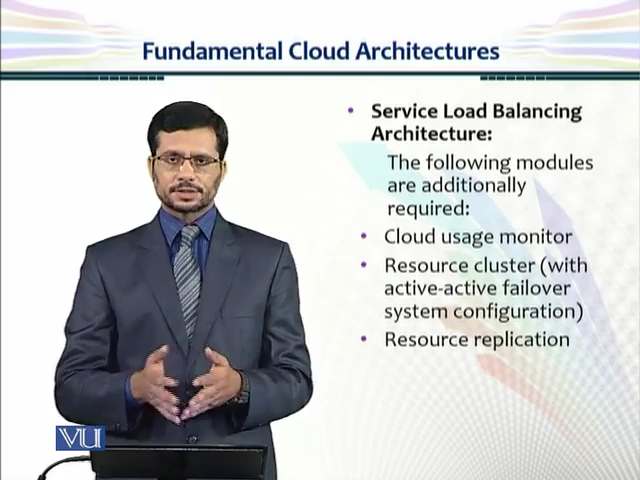 Fundamental Cloud Architectures
• Service Load Balancing
Architecture:
The following modules
are additionally
required:
• Cloud usage monitor
• Resource cluster (with
active-active failover
system configuration)
• Resource replication
VU